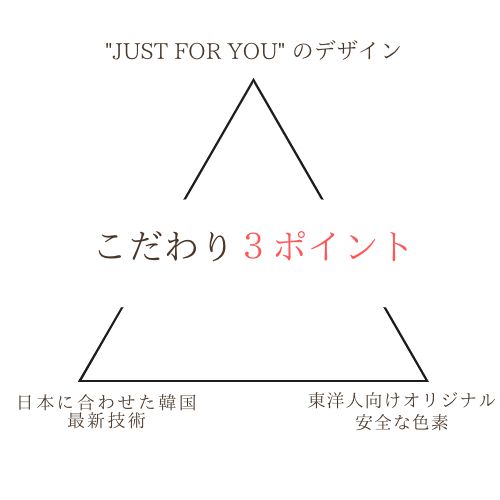 "JUST FOR YOU" のデザイン
こだわり3ポイント
日本に合わせた韓国
最新技術
東洋人向けオリジナル
安全な色素